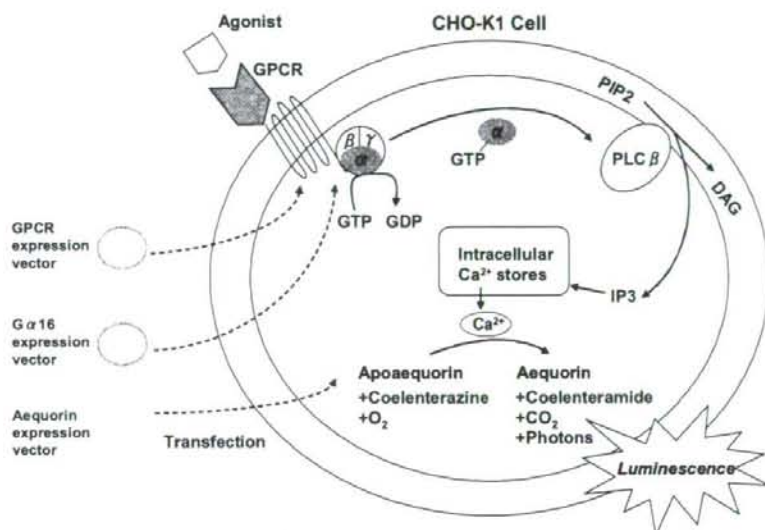 Agonist
CHO-K1 Cell
GPCR
PIP2
β γ
α
α
GTP
PLC β
DAG
GTP GDP
GPCR
expression
vector
Intracellular
Ca²⁺ stores
IP3
Gα16
expression
vector
Ca²⁺
Apoaequorin
+Coelenterazine
+O₂
Aequorin
+Coelenteramide
+CO₂
+Photons
Aequorin
expression
vector
Transfection
Luminescence